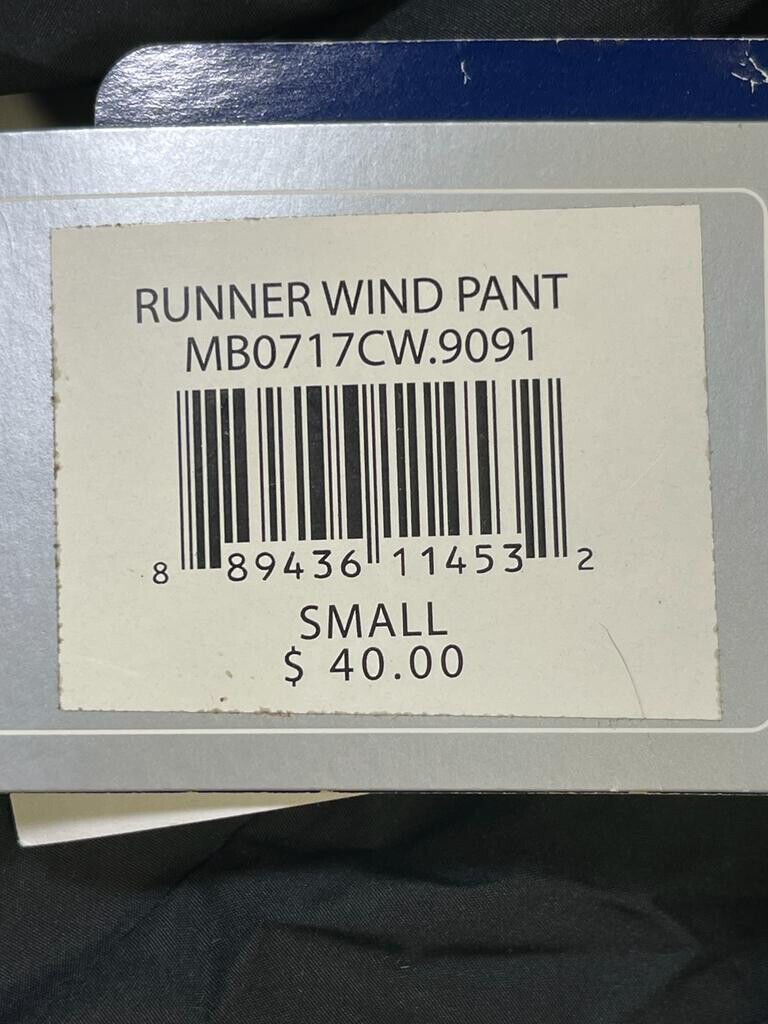 RUNNER WIND PANT
MB0717CW.9091
8 89436 11453 2
SMALL
$ 40.00